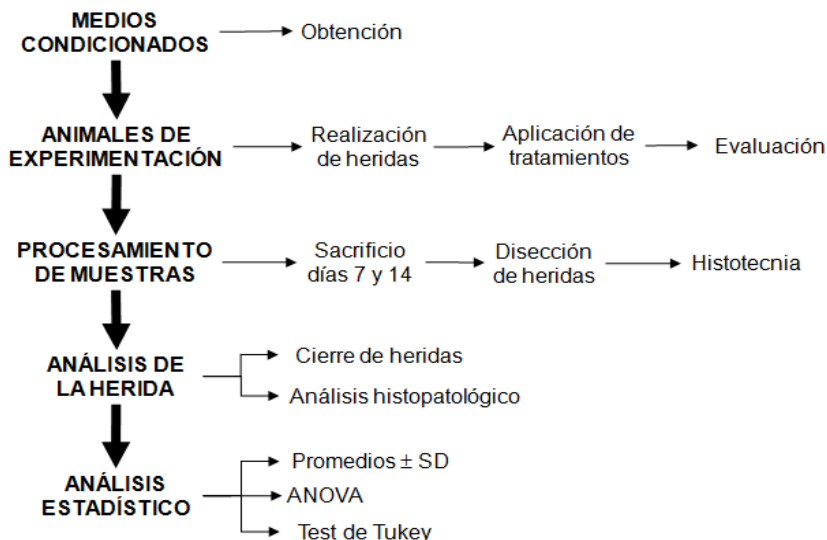 MEDIOS
CONDICIONADOS
Obtención
ANIMALES DE
EXPERIMENTACIÓN
Realización
de heridas
Aplicación de
tratamientos
Evaluación
PROCESAMIENTO
DE MUESTRAS
Sacrificio
días 7 y 14
Disección
de heridas
Histotecnia
ANÁLISIS DE
LA HERIDA
Cierre de heridas
Análisis histopatológico
ANÁLISIS
ESTADÍSTICO
Promedios ± SD
ANOVA
Test de Tukey